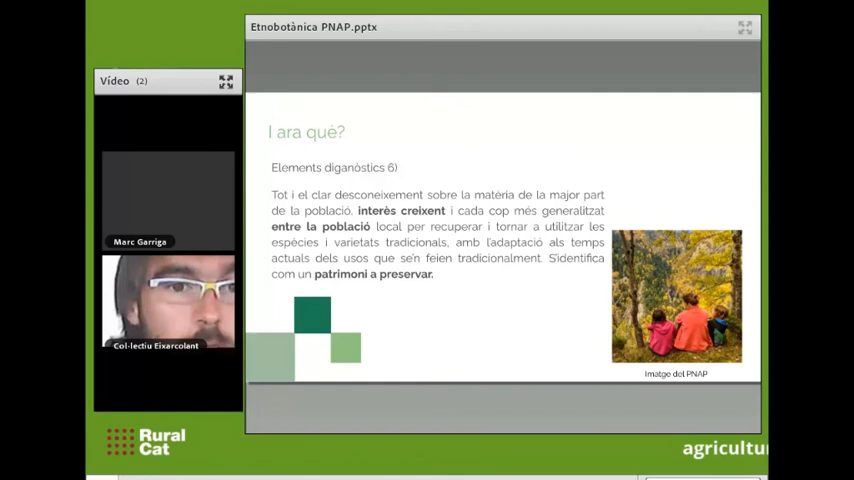 Etnobotànica PNAP.pptx
Vídeo (2)
Marc Garriga
Col·lectiu Eixarcolant
I ara què?
Elements diganòstics 6)
Tot i el clar desconeixement sobre la matèria de la major part
de la població, interès creixent i cada cop més generalitzat
entre la població local per recuperar i tornar a utilitzar les
espècies i varietats tradicionals, amb l'adaptació als temps
actuals dels usos que se'n feien tradicionalment. S'identifica
com un patrimoni a preservar.
Imatge del PNAP
Rural
Cat
agricultu